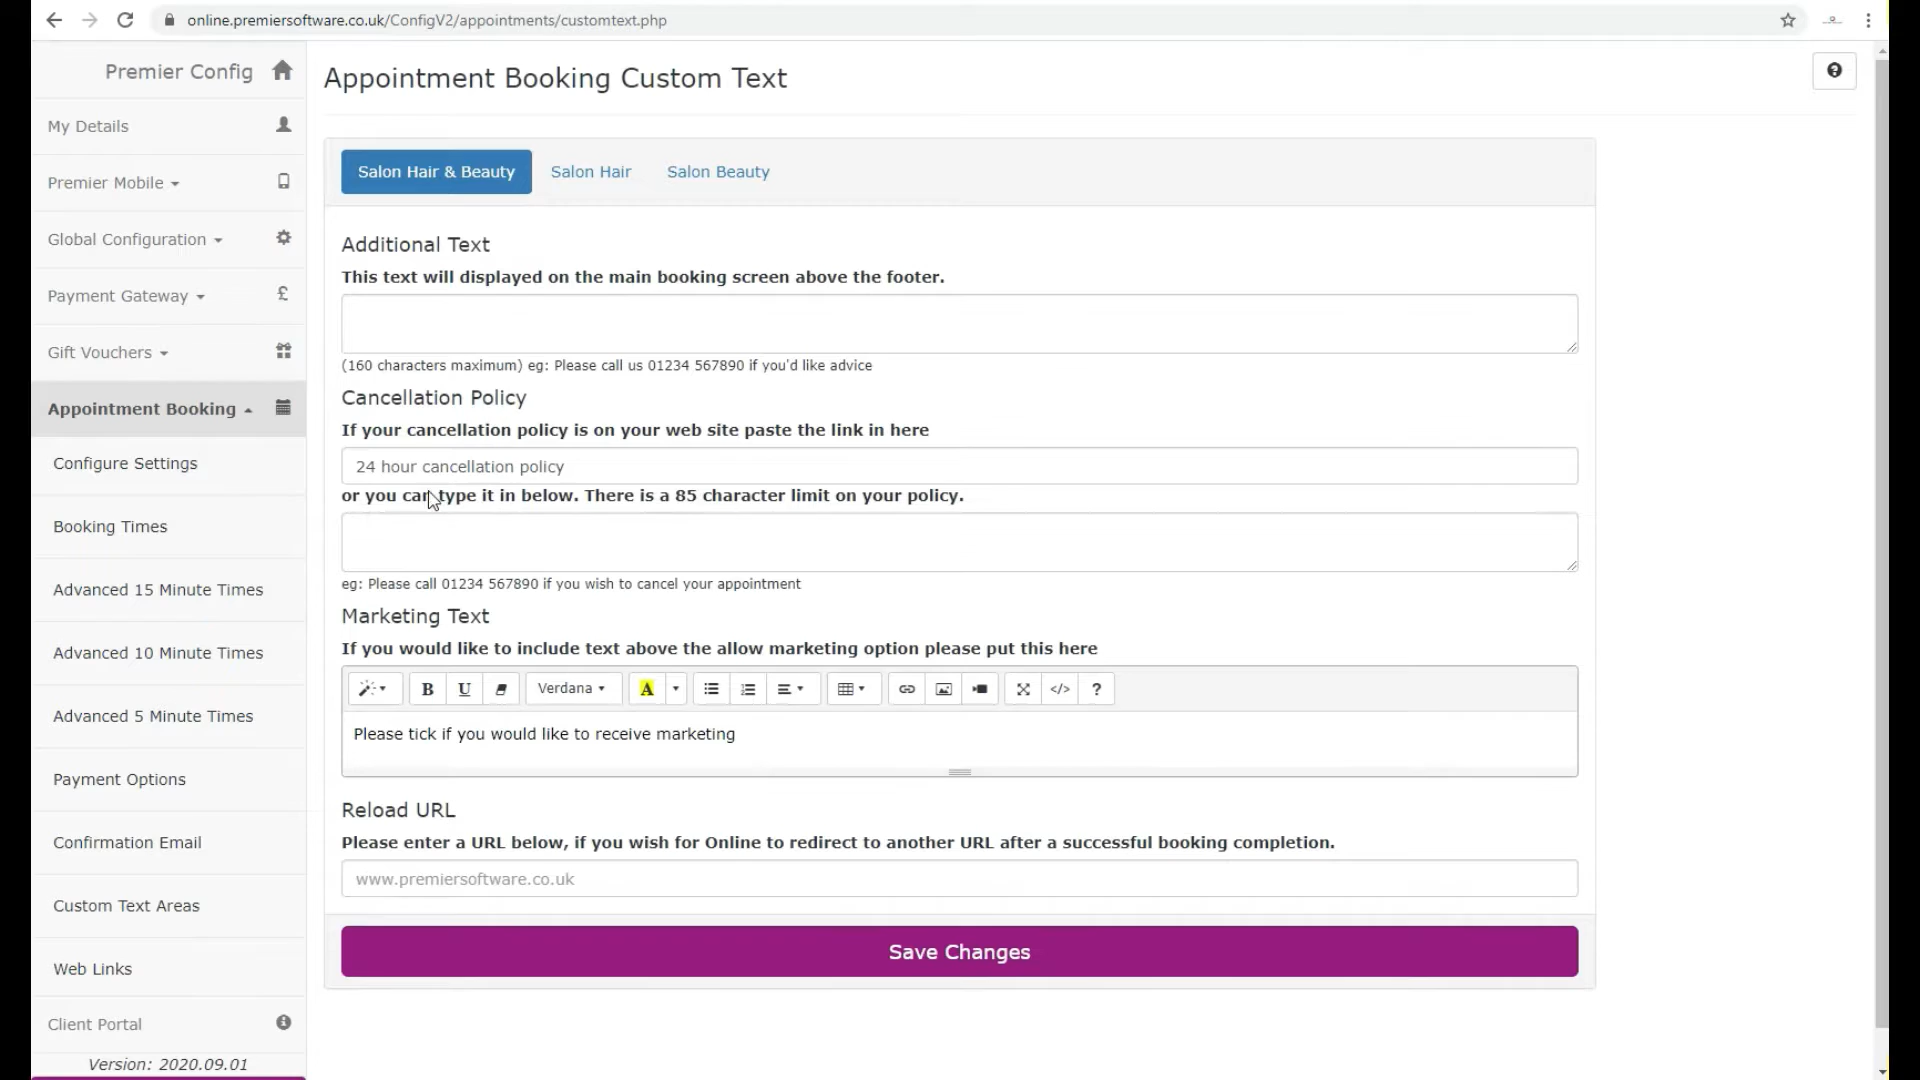 online.premiersoftware.co.uk/ConfigV2/appointments/customtext.php
Premier Config
My Details
Premier Mobile
Global Configuration
Payment Gateway
£
Gift Vouchers
Appointment Booking
Configure Settings
Booking Times
Advanced 15 Minute Times
Advanced 10 Minute Times
Advanced 5 Minute Times
Payment Options
Confirmation Email
Custom Text Areas
Web Links
Client Portal
Version: 2020.09.01
Appointment Booking Custom Text
?
Salon Hair & Beauty Salon Hair Salon Beauty
Additional Text
This text will displayed on the main booking screen above the footer.
(160 characters maximum) eg: Please call us 01234 567890 if you'd like advice
Cancellation Policy
If your cancellation policy is on your web site paste the link in here
24 hour cancellation policy
or you can type it in below. There is a 85 character limit on your policy.
eg: Please call 01234 567890 if you wish to cancel your appointment
Marketing Text
If you would like to include text above the allow marketing option please put this here
B U Verdana A </> ?
Please tick if you would like to receive marketing
Reload URL
Please enter a URL below, if you wish for Online to redirect to another URL after a successful booking completion.
www.premiersoftware.co.uk
Save Changes